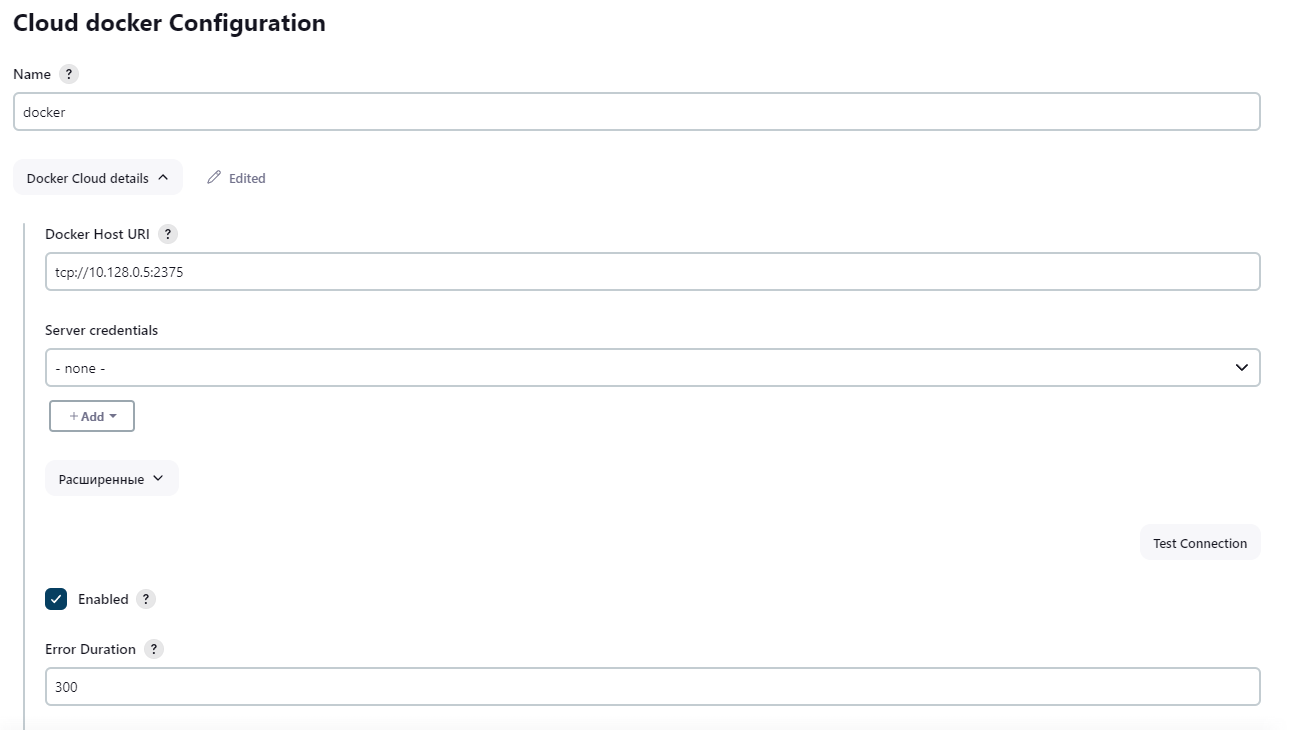 Cloud docker Configuration
Name ?
docker
Docker Cloud details Edited
Docker Host URI ?
tcp://10.128.0.5:2375
Server credentials
- none -
+ Add
Расширенные
Test Connection
Enabled ?
Error Duration ?
300